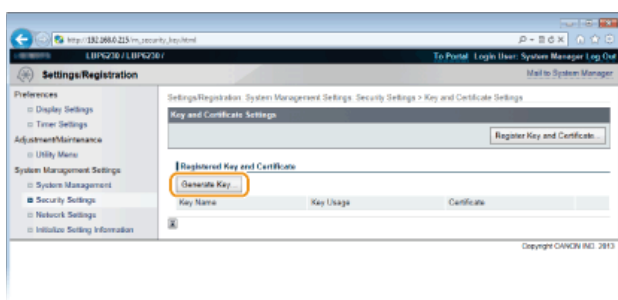 http://192.168.0.215/m_security_key.html
LBP6230 / LBP6230 /
To Portal Login User: System Manager Log Out
Settings/Registration
Mail to System Manager
Preferences
Display Settings
Timer Settings
Adjustment/Maintenance
Utility Menu
System Management Settings
System Management
Security Settings
Network Settings
Initialize Setting Information
Settings/Registration: System Management Settings: Security Settings > Key and Certificate Settings
Key and Certificate Settings
Register Key and Certificate...
Registered Key and Certificate
Generate Key...
Key Name
Key Usage
Certificate
Copyright CANON INC. 2013